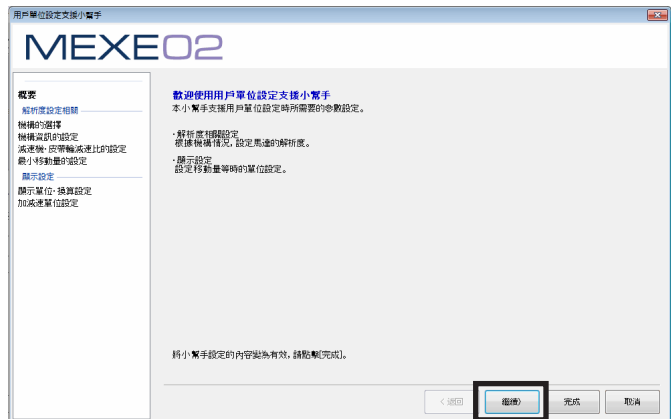 用戶單位設定支援小幫手
MEXE02
概要
解析度設定相關
機構的選擇
機構資訊的設定
減速機·皮帶輪減速比的設定
最小移動量的設定
顯示設定
顯示單位·換算設定
加減速單位設定
歡迎使用用戶單位設定支援小幫手
本小幫手支援用戶單位設定時所需要的參數設定。
·解析度相關設定
根據機構情況,設定馬達的解析度。
·顯示設定
設定移動量等時的單位設定。
將小幫手設定的內容變為有效,請點擊[完成]。
〈返回
繼續〉
完成
取消